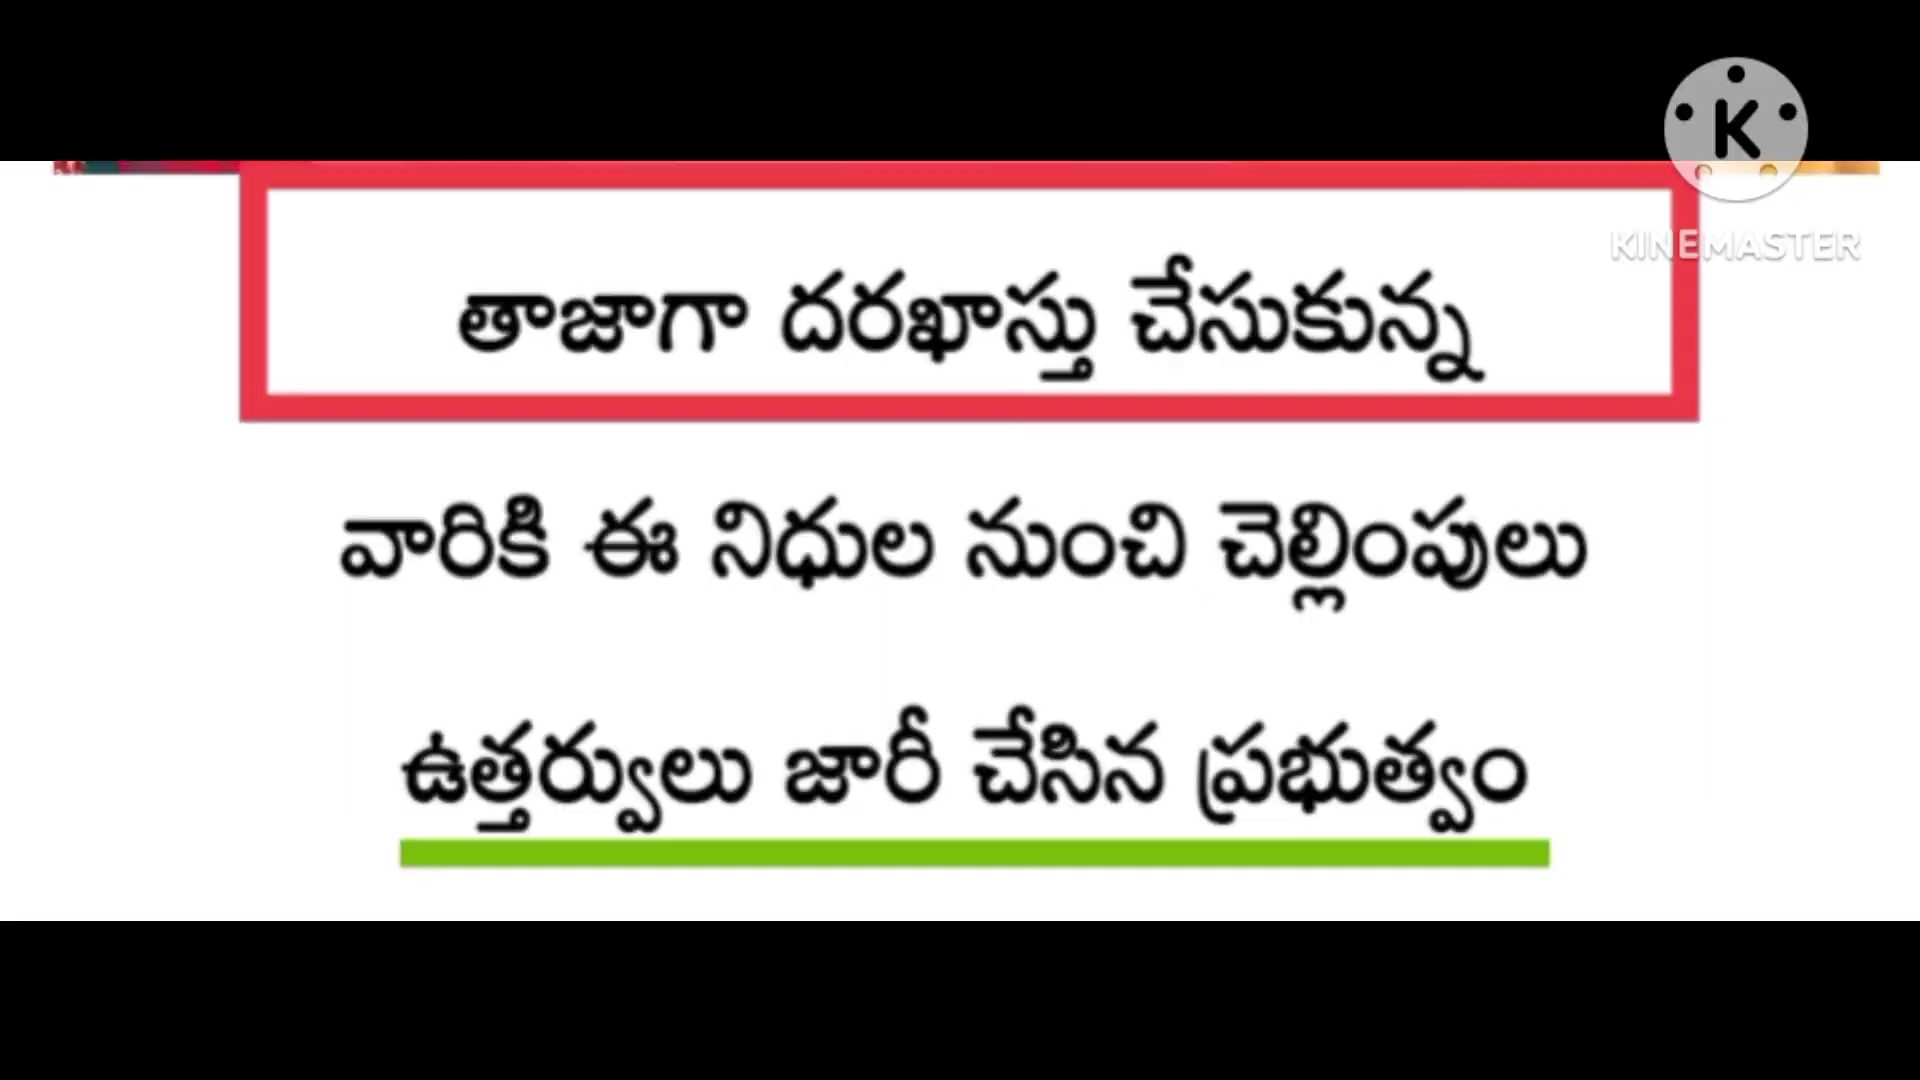 K
KINEMASTER
తాజాగా దరఖాస్తు చేసుకున్న
వారికి ఈ నిధుల నుంచి చెల్లింపులు
ఉత్తర్వులు జారీ చేసిన ప్రభుత్వం